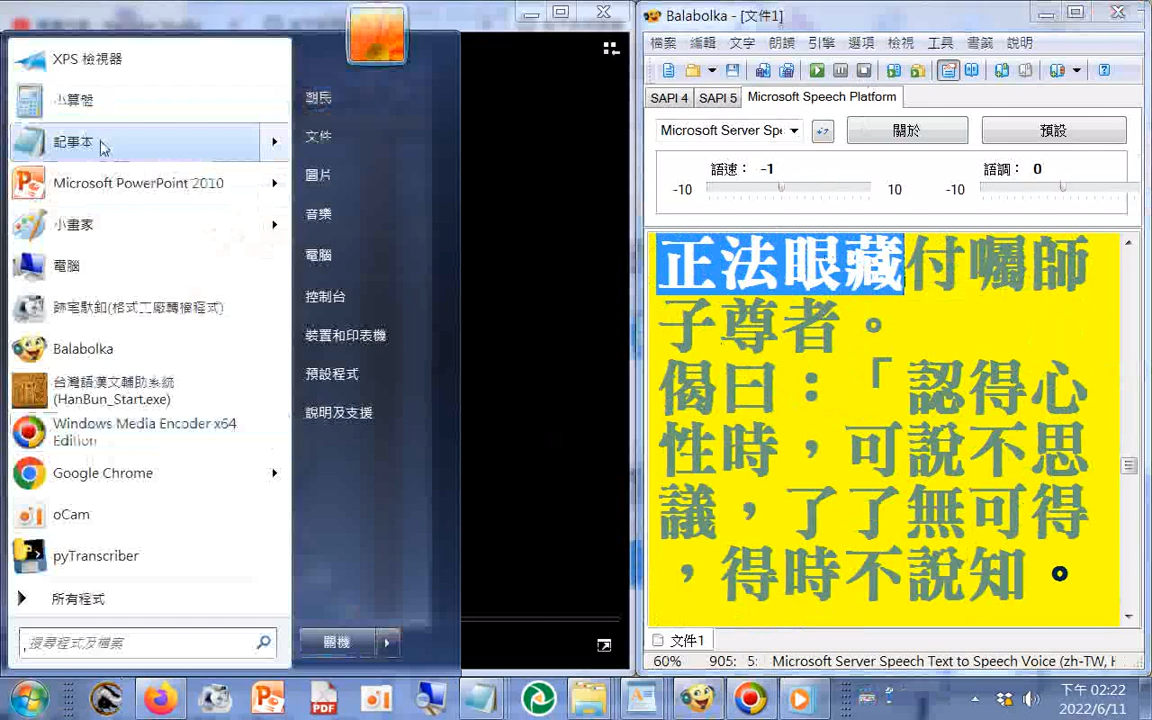 XPS 檢視器
小算盤
記事本
Microsoft PowerPoint 2010
小畫家
電腦
(格式工廠轉換程式)
Balabolka
台灣語漢文輔助系統
(HanBun_Start.exe)
Windows Media Encoder x64
Edition
Google Chrome
oCam
pyTranscriber
所有程式
搜尋程式及檔案
朝民
文件
圖片
音樂
電腦
控制台
裝置和印表機
預設程式
說明及支援
關機
Balabolka - [文件1]
檔案 編輯 文字 朗讀 引擎 選項 檢視 工具 書籤 說明
SAPI 4 SAPI 5 Microsoft Speech Platform
Microsoft Server Spe 關於 預設
語速： -1 語調： 0
-10 10 -10
正法眼藏付囑師
子尊者。
偈曰：「認得心
性時，可說不思
議，了了無可得
，得時不說知。
文件1
60% 905: 5: Microsoft Server Speech Text to Speech Voice (zh-TW, H
PDF
下午 02:22
2022/6/11